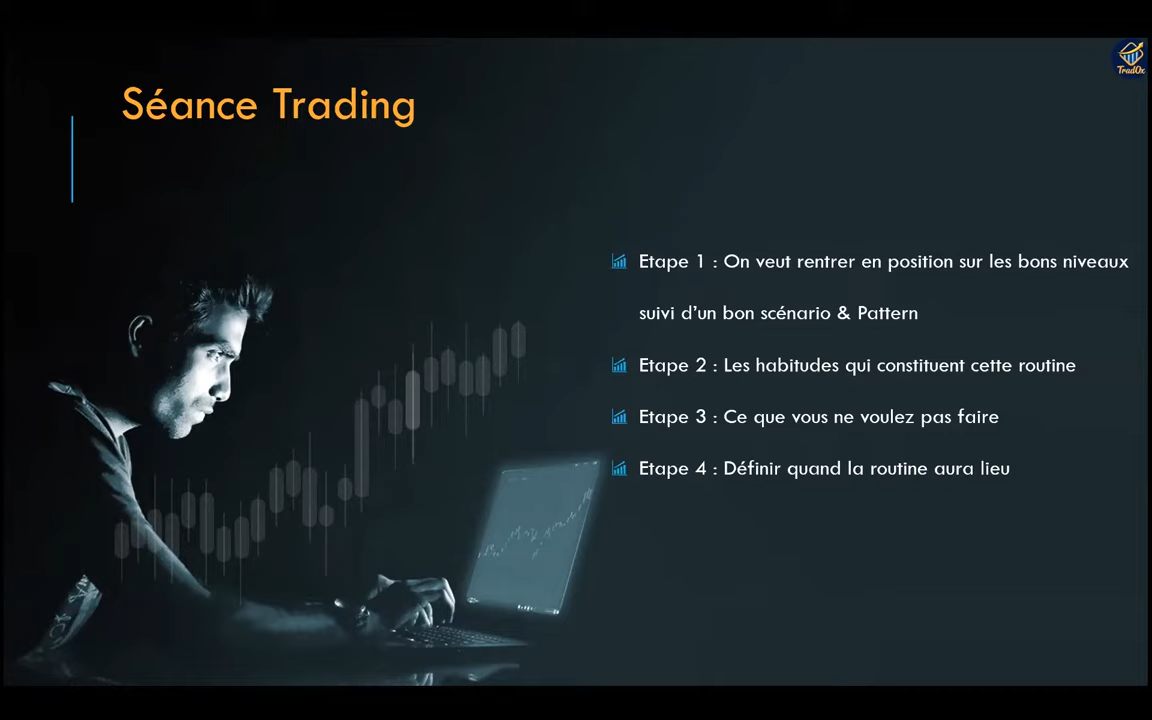 TradOx
Séance Trading
Etape 1 : On veut rentrer en position sur les bons niveaux
suivi d'un bon scénario & Pattern
Etape 2 : Les habitudes qui constituent cette routine
Etape 3 : Ce que vous ne voulez pas faire
Etape 4 : Définir quand la routine aura lieu